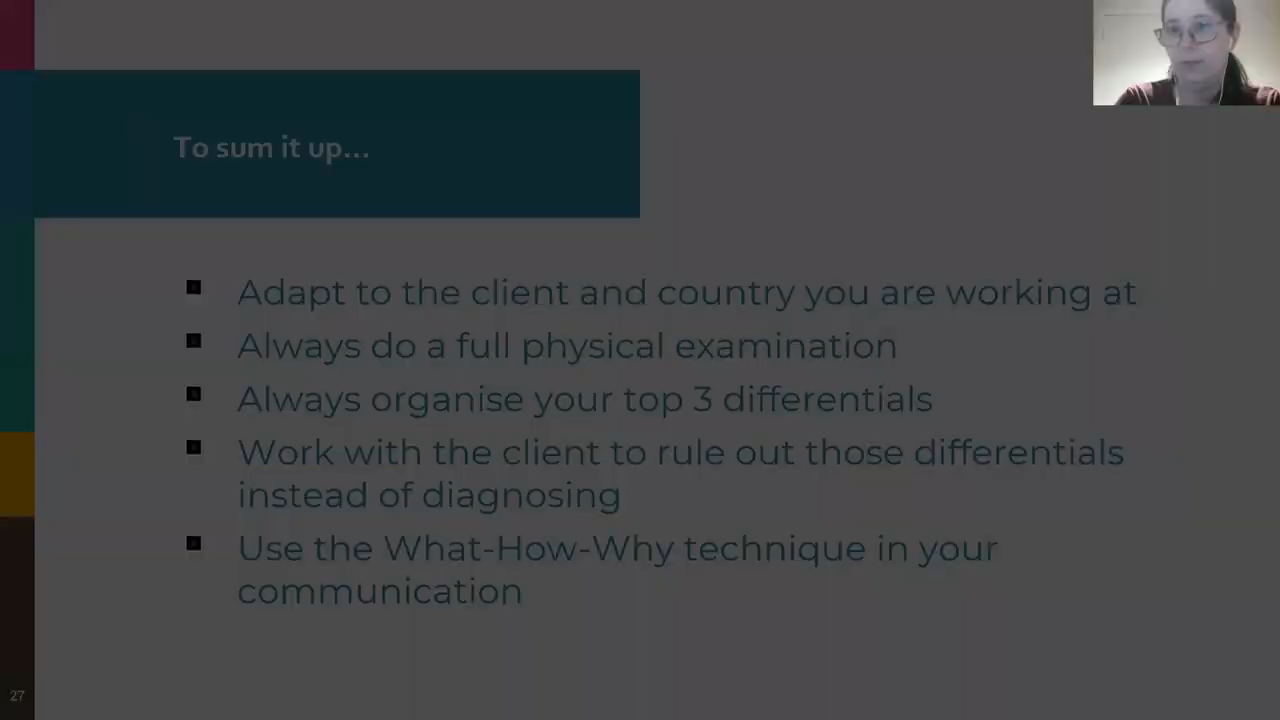 To sum it up...
Adapt to the client and country you are working at
Always do a full physical examination
Always organise your top 3 differentials
Work with the client to rule out those differentials
instead of diagnosing
Use the What-How-Why technique in your
communication
27